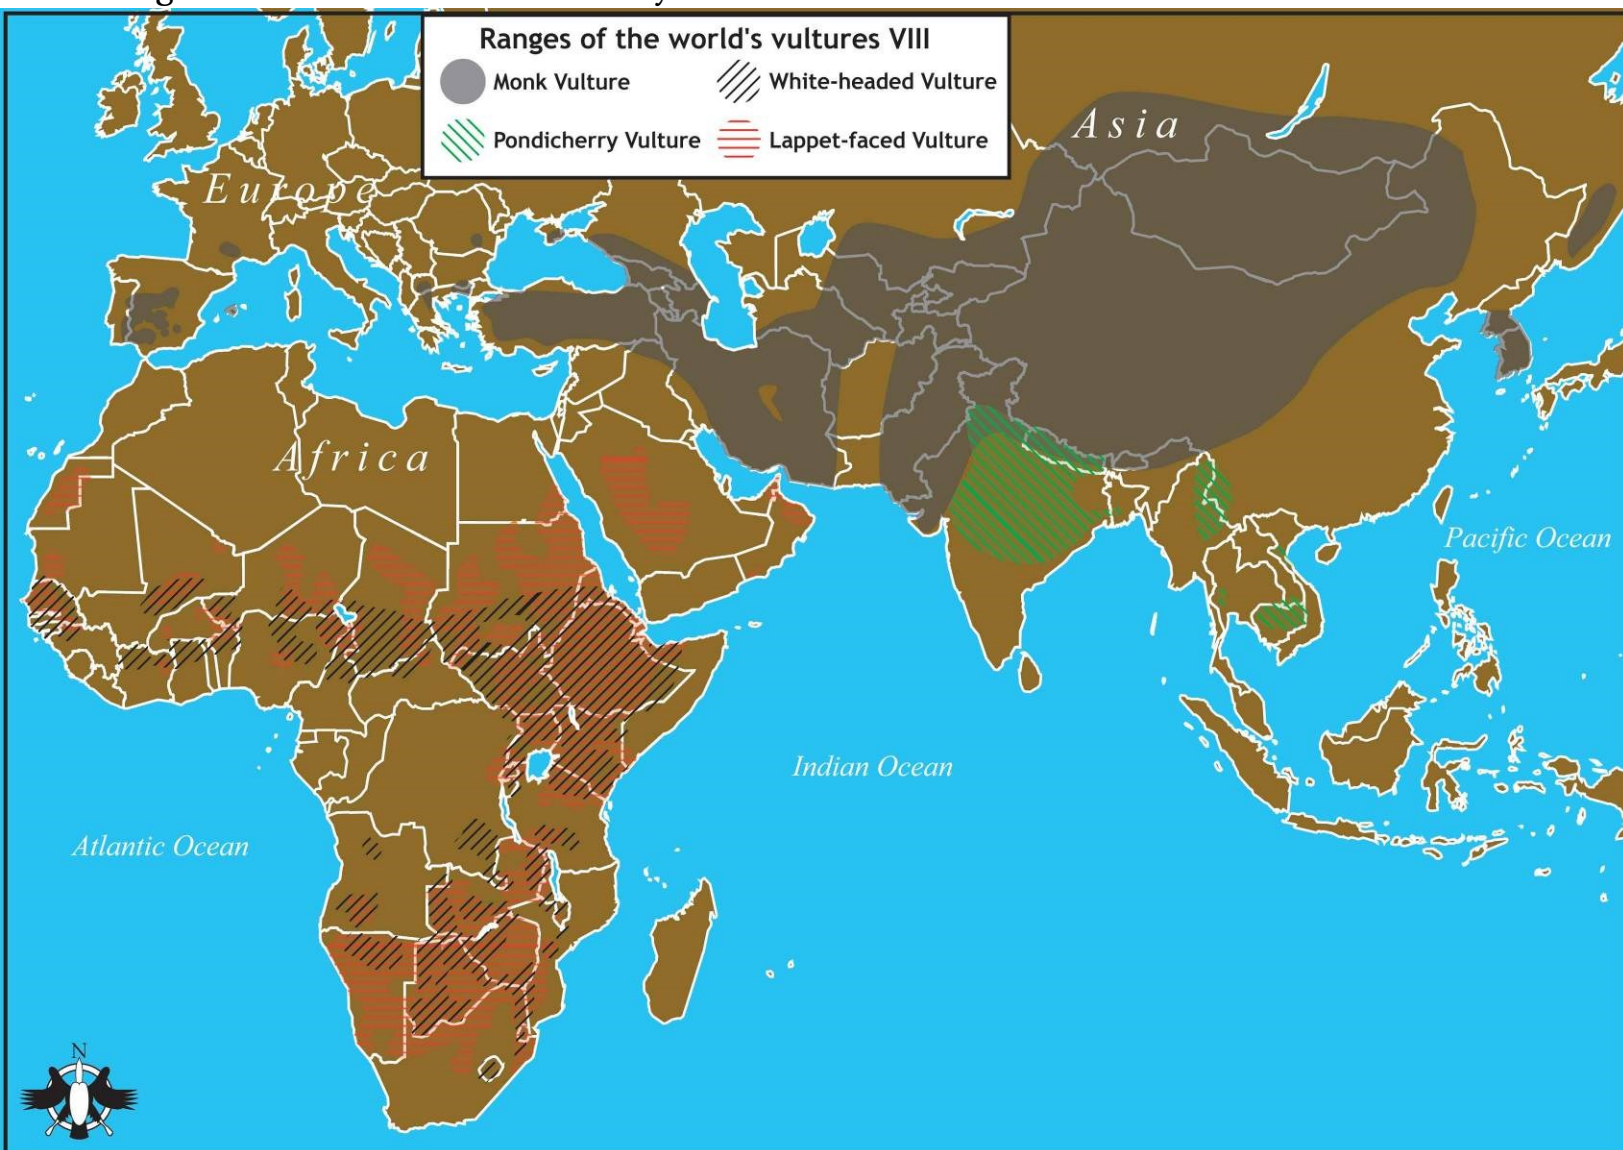 Ranges of the world's vultures VIII
Monk Vulture
White-headed Vulture
Pondicherry Vulture
Lappet-faced Vulture
Asia
Europe
Africa
Pacific Ocean
Indian Ocean
Atlantic Ocean
N